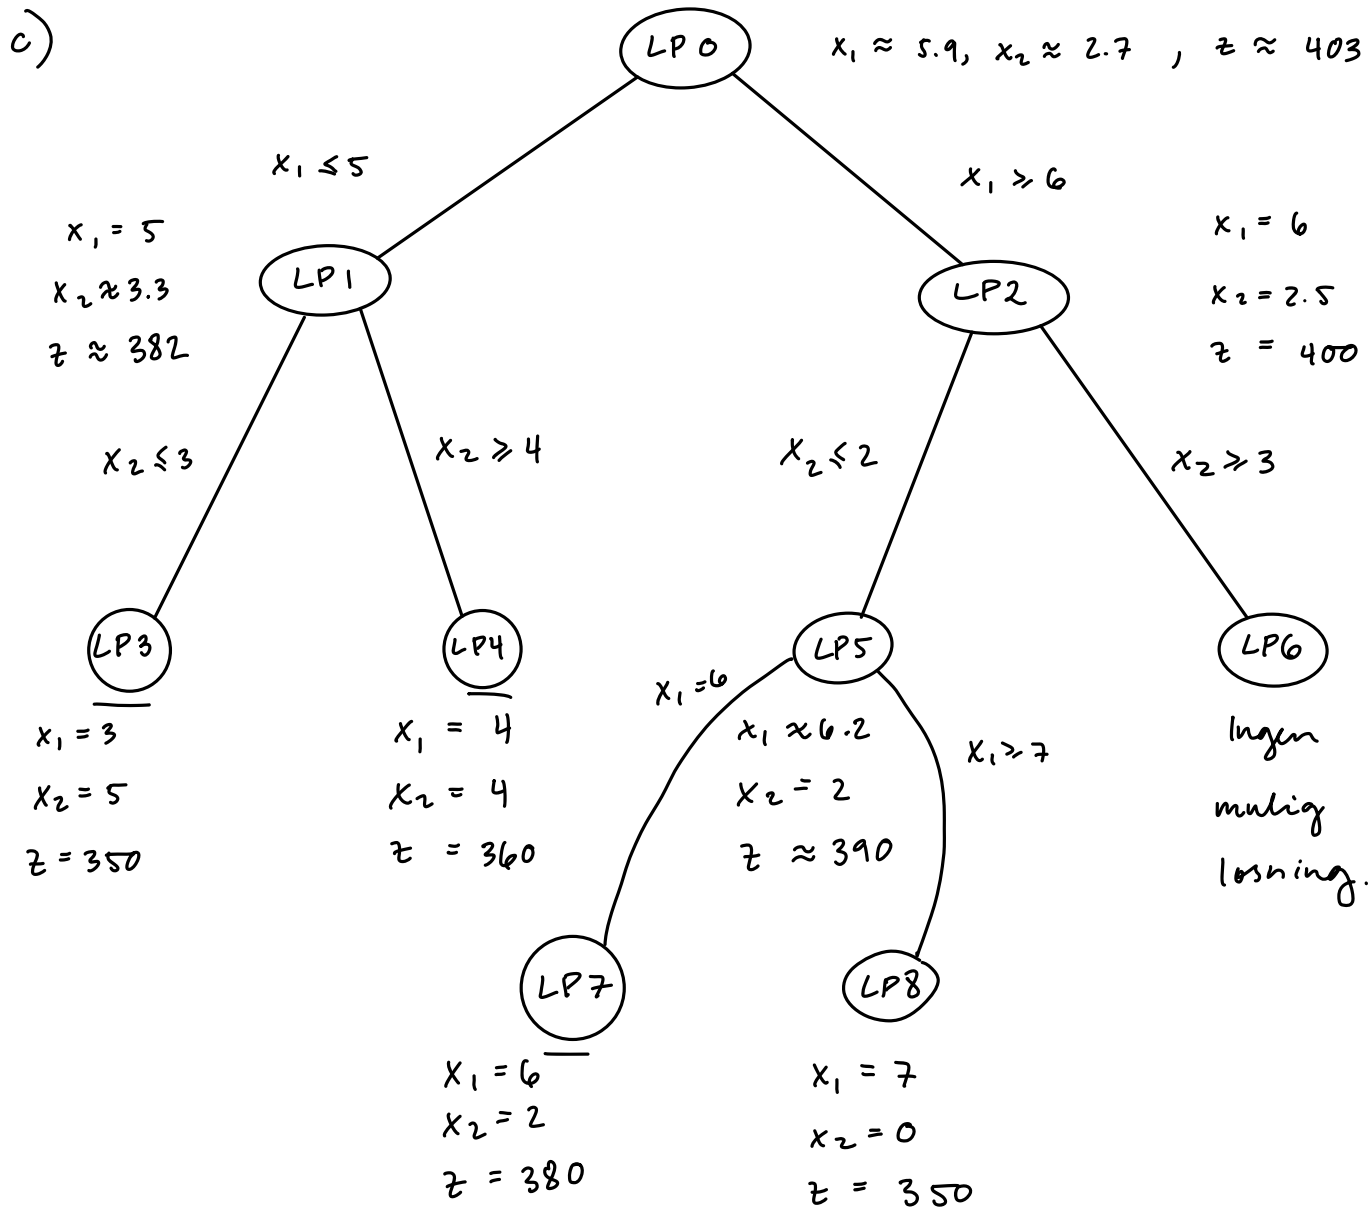 c)
LP 0
x₁ ≈ 5.9, x₂ ≈ 2.7 , z ≈ 403
x₁ ≤ 5
x₁ ≥ 6
x₁ = 5
x₂ ≈ 3.3
z ≈ 382
LP1
LP2
x₁ = 6
x₂ = 2.5
z = 400
x₂ ≤ 3
x₂ ≥ 4
x₂ ≤ 2
x₂ ≥ 3
LP3
x₁ = 3
x₂ = 5
z = 350
LP4
x₁ = 4
x₂ = 4
z = 360
LP5
x₁ ≈ 6.2
x₂ = 2
z ≈ 390
LP6
Ingen
mulig
løsning.
x₁ = 6
x₁ ≥ 7
LP7
x₁ = 6
x₂ = 2
z = 380
LP8
x₁ = 7
x₂ = 0
z = 350